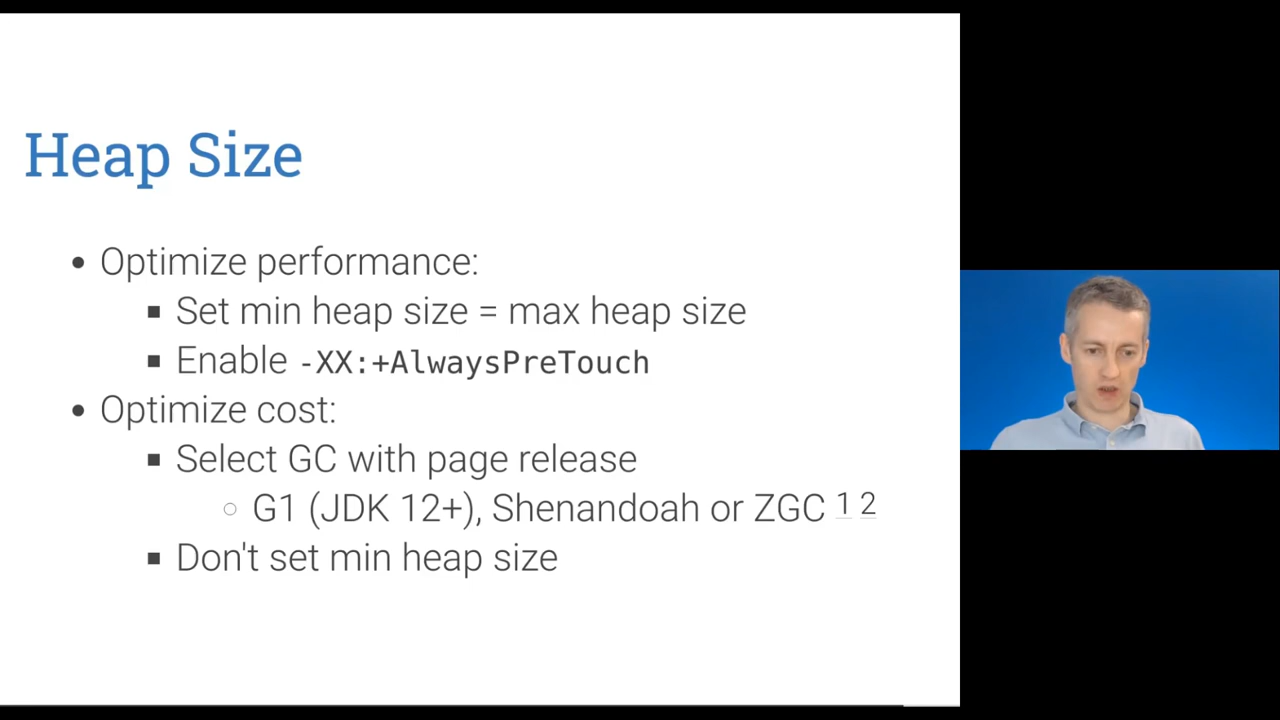 Heap Size
• Optimize performance:
▪ Set min heap size = max heap size
▪ Enable -XX:+AlwaysPreTouch
• Optimize cost:
▪ Select GC with page release
○ G1 (JDK 12+), Shenandoah or ZGC 1 2
▪ Don't set min heap size